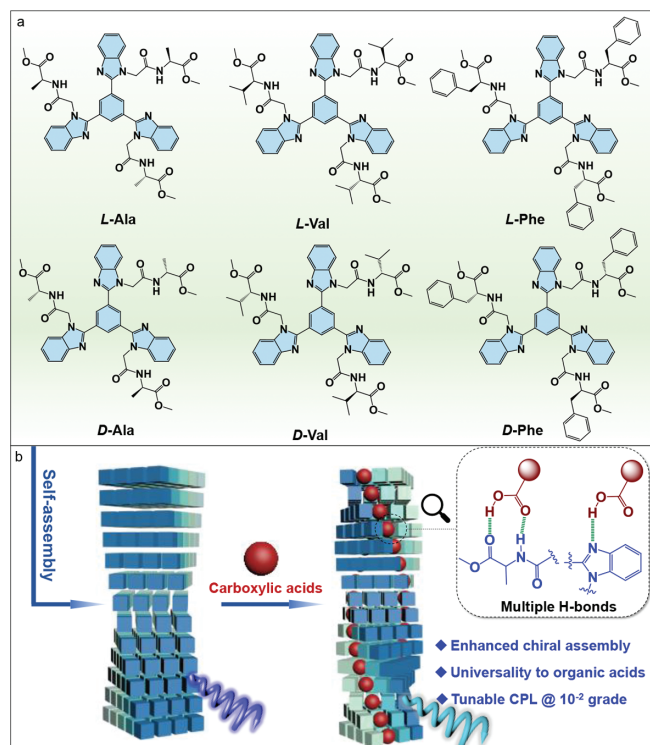 a
L-Ala
L-Val
L-Phe
D-Ala
D-Val
D-Phe
b
Self-assembly
Carboxylic acids
Multiple H-bonds
Enhanced chiral assembly
Universality to organic acids
Tunable CPL @ 10⁻² grade